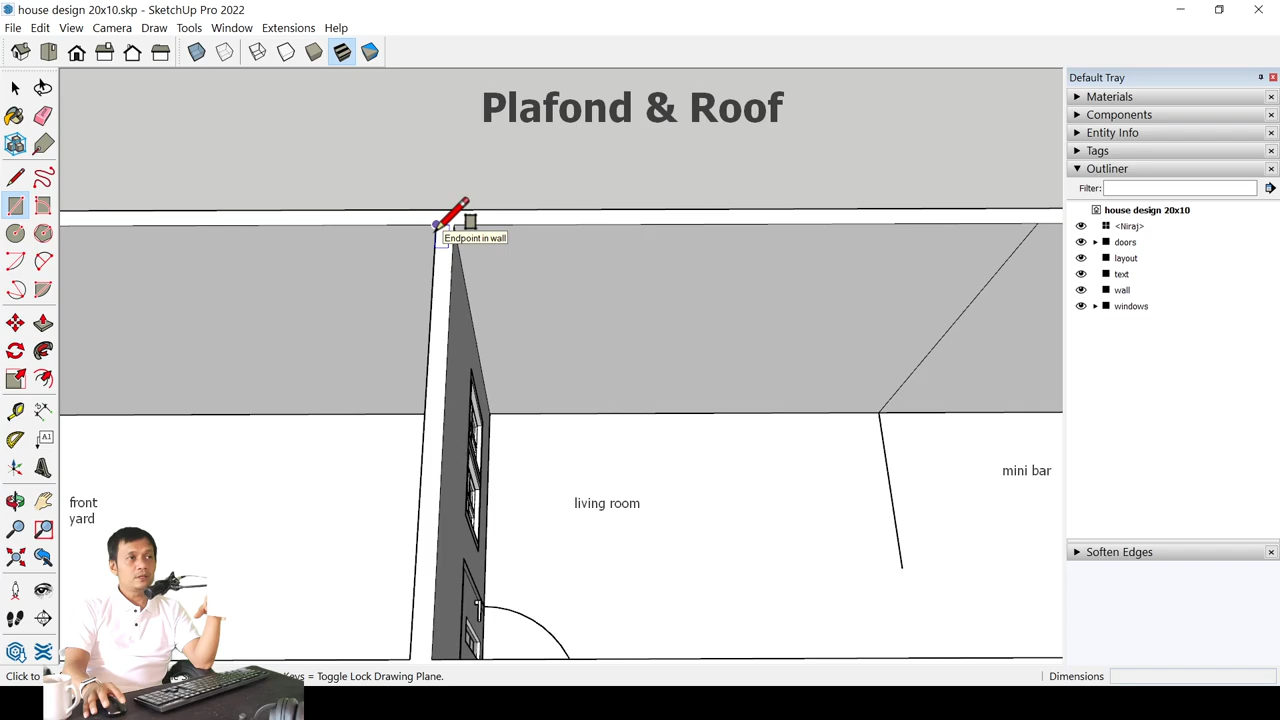 house design 20x10.skp - SketchUp Pro 2022
File Edit View Camera Draw Tools Window Extensions Help
Default Tray
Materials
Components
Entity Info
Tags
Outliner
Filter:
house design 20x10
<Niraj>
doors
layout
text
wall
windows
Soften Edges
Plafond & Roof
Endpoint in wall
A1
mini bar
front
yard
living room
Click to
Keys = Toggle Lock Drawing Plane.
Dimensions